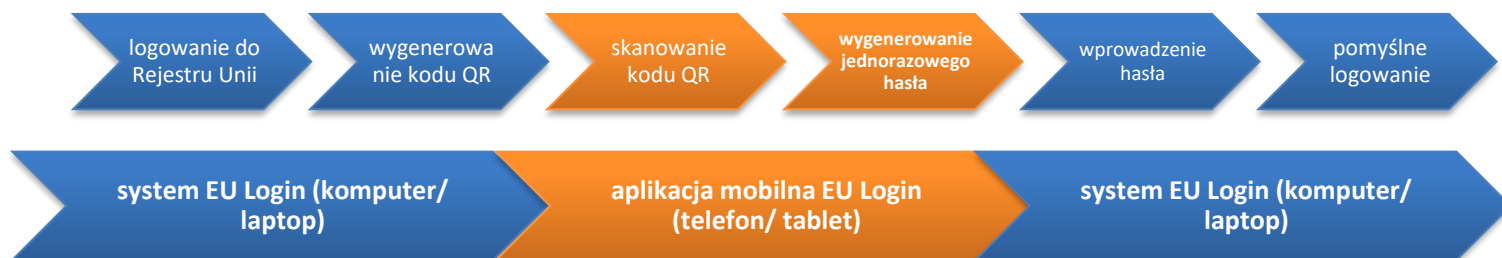 logowanie do
Rejestru Unii
wygenerowa
nie kodu QR
skanowanie
kodu QR
wygenerowanie
jednorazowego
hasła
wprowadzenie
hasła
pomyślne
logowanie
system EU Login (komputer/
laptop)
aplikacja mobilna EU Login
(telefon/ tablet)
system EU Login (komputer/
laptop)